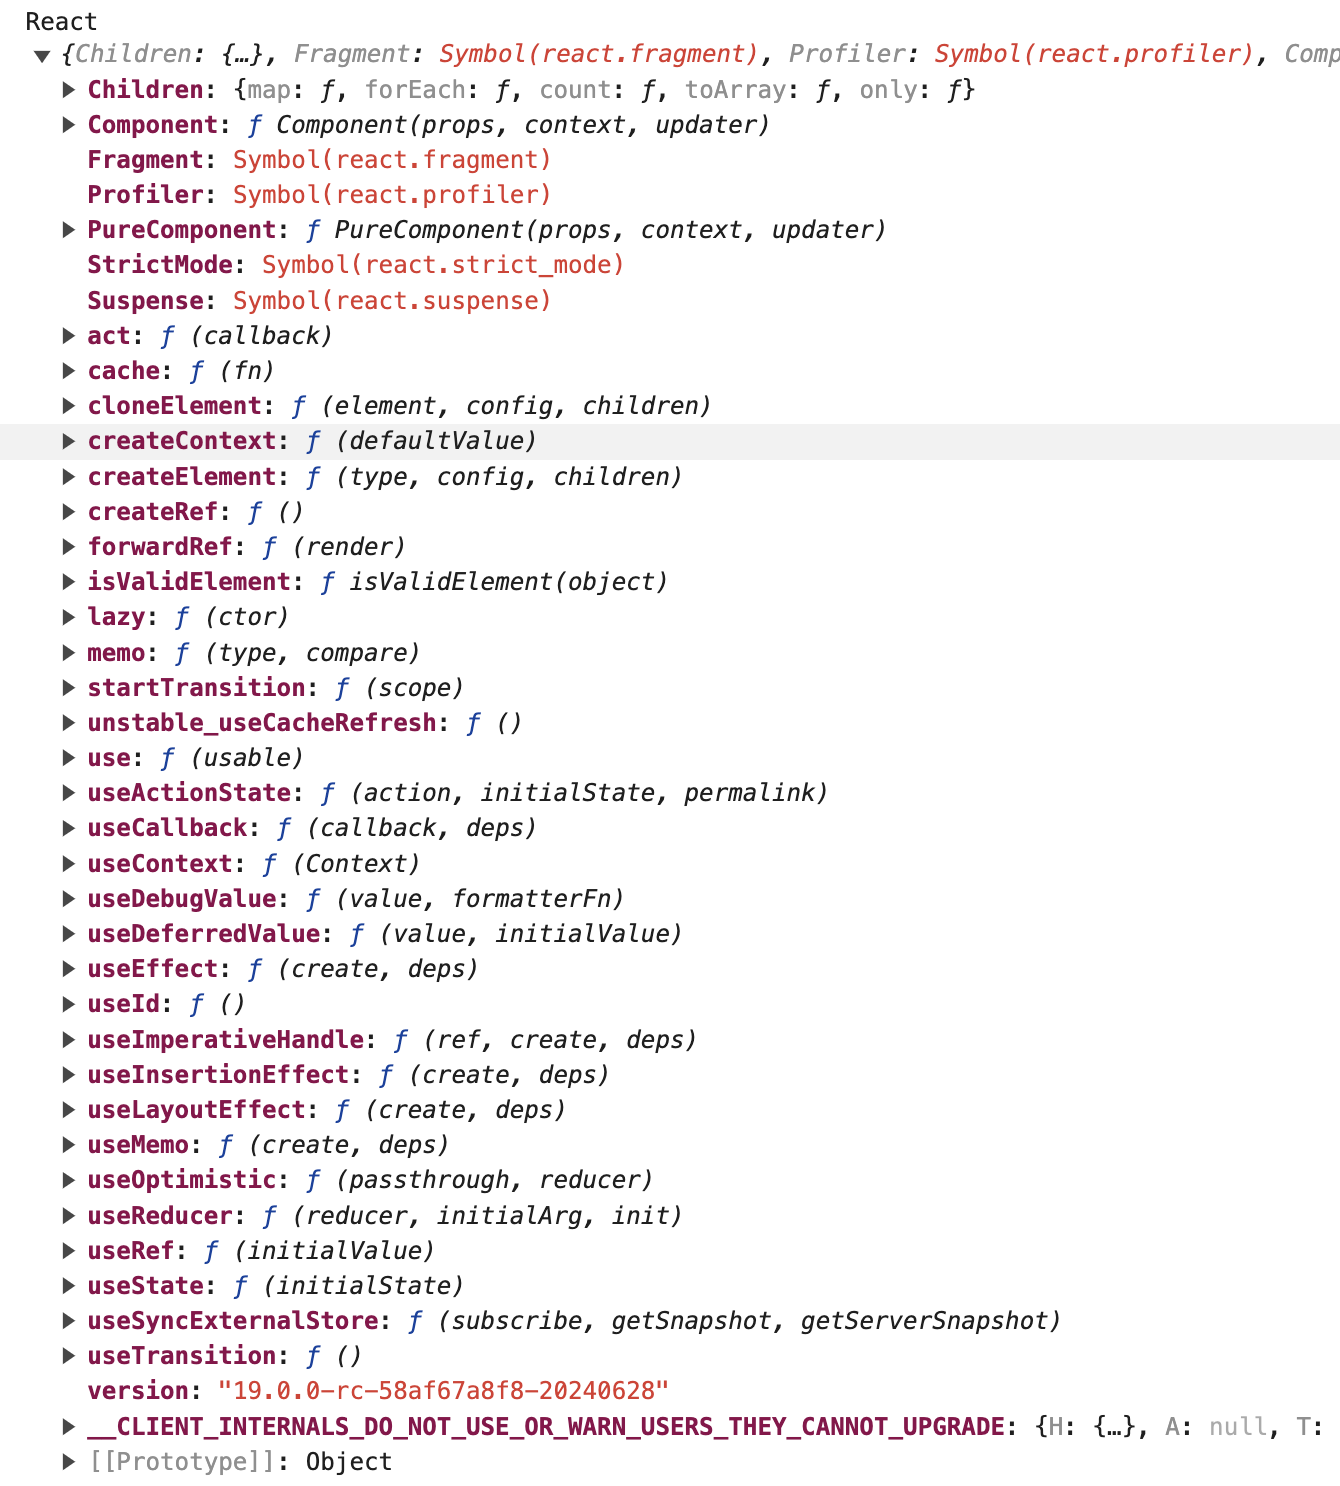 React
{Children: {…}, Fragment: Symbol(react.fragment), Profiler: Symbol(react.profiler), Comp
Children: {map: ƒ, forEach: ƒ, count: ƒ, toArray: ƒ, only: ƒ}
Component: ƒ Component(props, context, updater)
Fragment: Symbol(react.fragment)
Profiler: Symbol(react.profiler)
PureComponent: ƒ PureComponent(props, context, updater)
StrictMode: Symbol(react.strict_mode)
Suspense: Symbol(react.suspense)
act: ƒ (callback)
cache: ƒ (fn)
cloneElement: ƒ (element, config, children)
createContext: ƒ (defaultValue)
createElement: ƒ (type, config, children)
createRef: ƒ ()
forwardRef: ƒ (render)
isValidElement: ƒ isValidElement(object)
lazy: ƒ (ctor)
memo: ƒ (type, compare)
startTransition: ƒ (scope)
unstable_useCacheRefresh: ƒ ()
use: ƒ (usable)
useActionState: ƒ (action, initialState, permalink)
useCallback: ƒ (callback, deps)
useContext: ƒ (Context)
useDebugValue: ƒ (value, formatterFn)
useDeferredValue: ƒ (value, initialValue)
useEffect: ƒ (create, deps)
useId: ƒ ()
useImperativeHandle: ƒ (ref, create, deps)
useInsertionEffect: ƒ (create, deps)
useLayoutEffect: ƒ (create, deps)
useMemo: ƒ (create, deps)
useOptimistic: ƒ (passthrough, reducer)
useReducer: ƒ (reducer, initialArg, init)
useRef: ƒ (initialValue)
useState: ƒ (initialState)
useSyncExternalStore: ƒ (subscribe, getSnapshot, getServerSnapshot)
useTransition: ƒ ()
version: "19.0.0-rc-58af67a8f8-20240628"
__CLIENT_INTERNALS_DO_NOT_USE_OR_WARN_USERS_THEY_CANNOT_UPGRADE: {H: {…}, A: null, T:
[[Prototype]]: Object